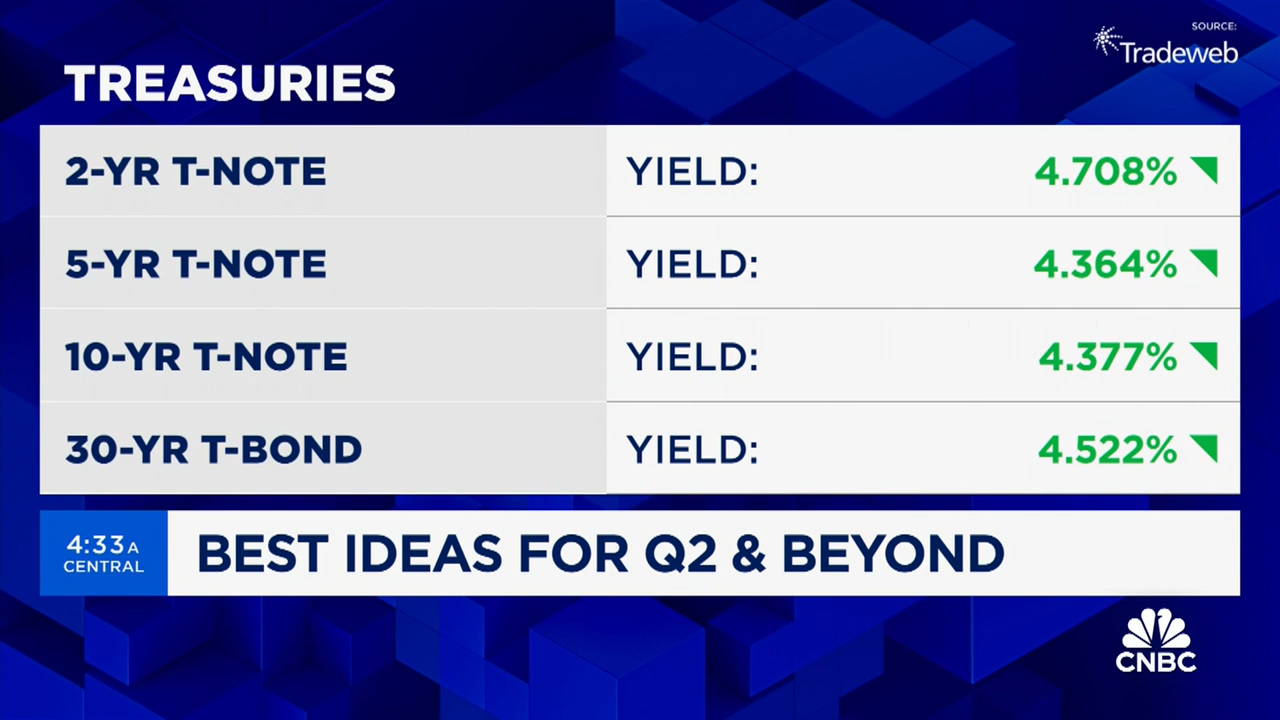 SOURCE:
Tradeweb
TREASURIES
2-YR T-NOTE YIELD: 4.708%
5-YR T-NOTE YIELD: 4.364%
10-YR T-NOTE YIELD: 4.377%
30-YR T-BOND YIELD: 4.522%
4:33A
CENTRAL
BEST IDEAS FOR Q2 & BEYOND
CNBC